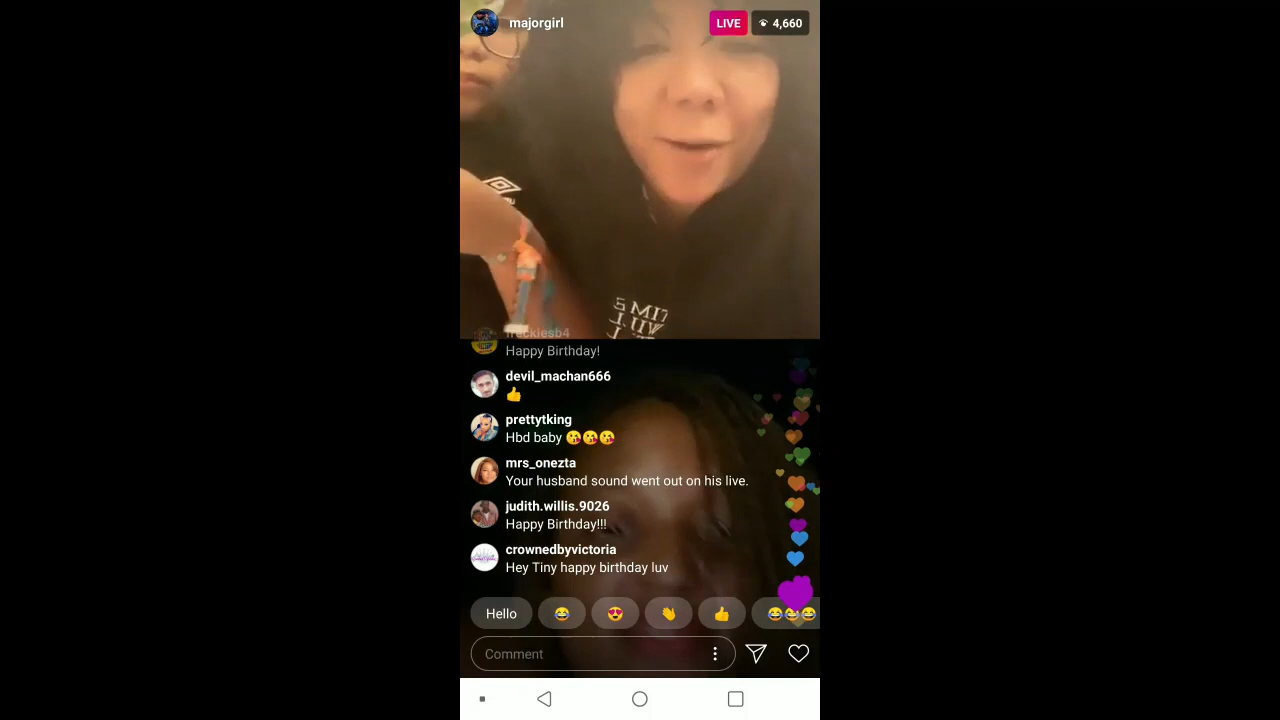 majorgirl
LIVE
4,660
freckiesb4
Happy Birthday!
devil_machan666
👍
prettytking
Hbd baby 😘😘😘
mrs_onezta
Your husband sound went out on his live.
judith.willis.9026
Happy Birthday!!!
crownedbyvictoria
Hey Tiny happy birthday luv
Hello 😂 😍 👏 👍 😂😂😂
Comment